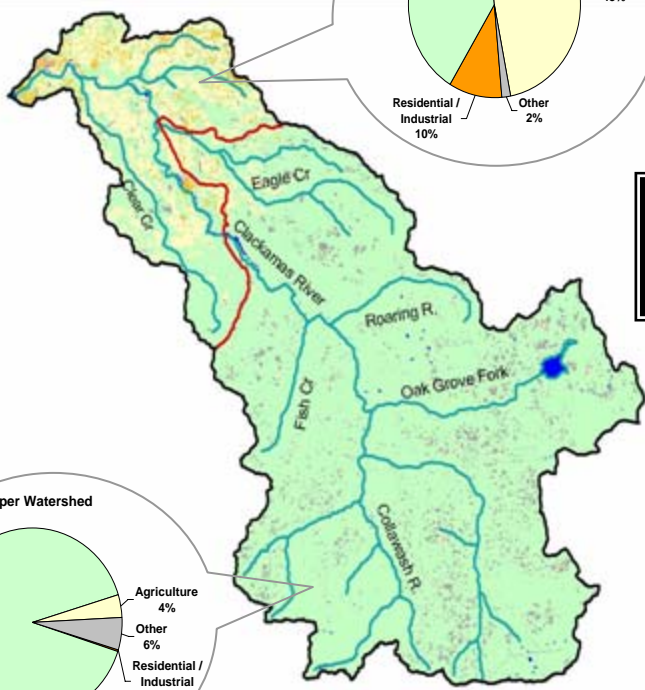 Residential /
Industrial
10%
Other
2%
Eagle Cr
Clear Cr
Clackamas River
Roaring R.
Oak Grove Fork
Fish Cr
Collawash R.
per Watershed
Agriculture
4%
Other
6%
Residential /
Industrial